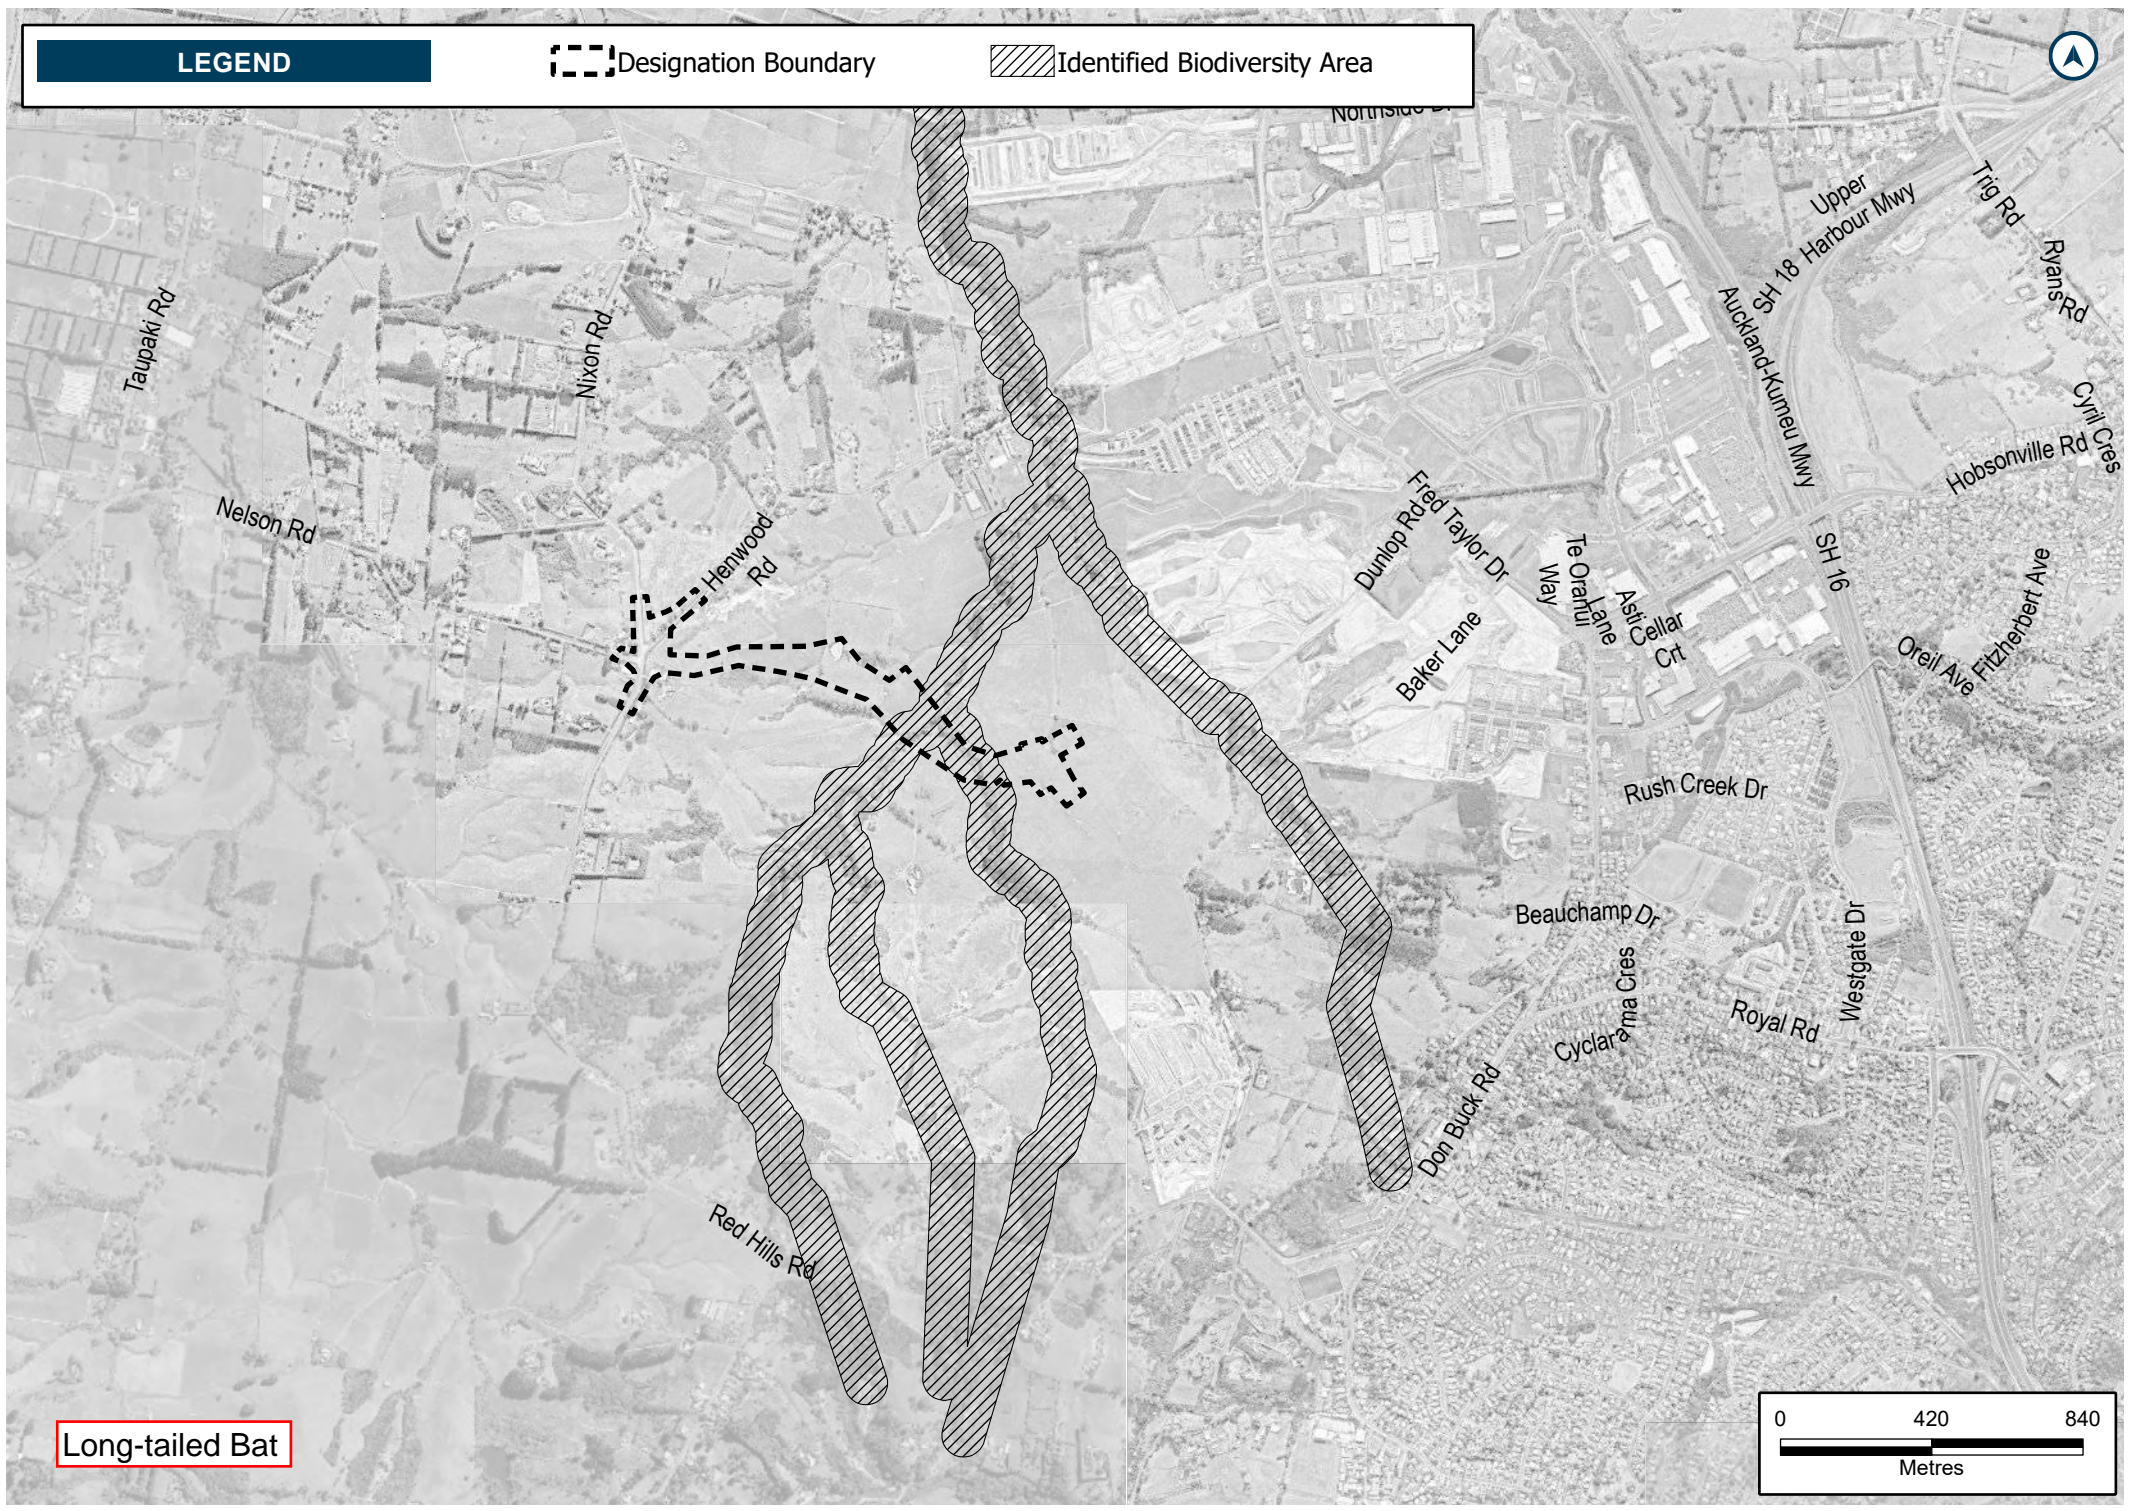 LEGEND
Designation Boundary
Identified Biodiversity Area
Northside Dr
Trig Rd
Upper
Harbour Mwy
SH 18
Ryans Rd
Taupaki Rd
Nixon Rd
Auckland-Kumeu Mwy
Cyril Cres
Hobsonville Rd
Nelson Rd
Henwood
Rd
Fred Taylor Dr
Dunlop Rd
Te Oranui
Way
SH 16
Astic
Lane
Cellar
Crt
Fitzherbert Ave
Oreil Ave
Baker Lane
Rush Creek Dr
Beauchamp Dr
Westgate Dr
Cyclarama Cres
Royal Rd
Don Buck Rd
Red Hills Rd
Long-tailed Bat
0 420 840
Metres